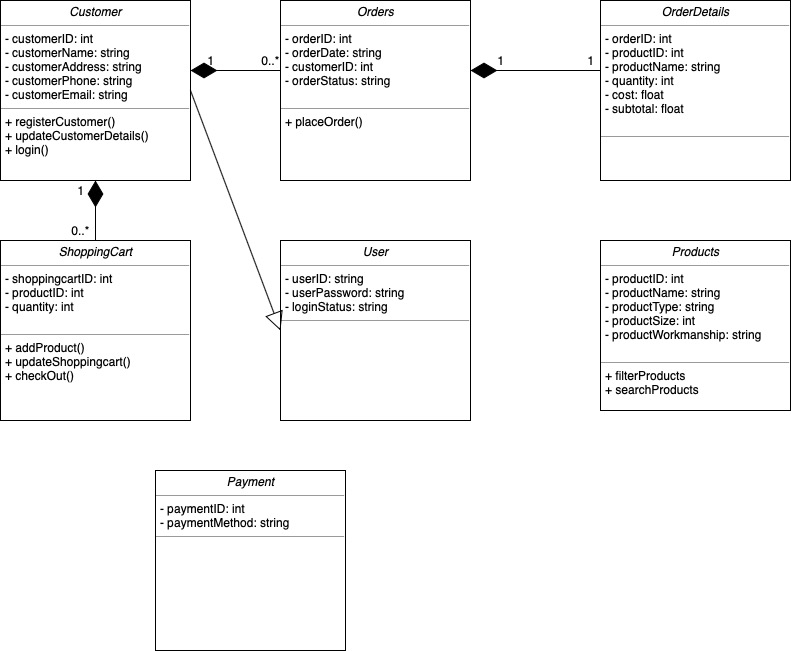 Customer
- customerID: int
- customerName: string
- customerAddress: string
- customerPhone: string
- customerEmail: string
+ registerCustomer()
+ updateCustomerDetails()
+ login()
1
0..*
Orders
- orderID: int
- orderDate: string
- customerID: int
- orderStatus: string
+ placeOrder()
1
1
OrderDetails
- orderID: int
- productID: int
- productName: string
- quantity: int
- cost: float
- subtotal: float
1
0..*
ShoppingCart
- shoppingcartID: int
- productID: int
- quantity: int
+ addProduct()
+ updateShoppingcart()
+ checkOut()
User
- userID: string
- userPassword: string
- loginStatus: string
Products
- productID: int
- productName: string
- productType: string
- productSize: int
- productWorkmanship: string
+ filterProducts
+ searchProducts
Payment
- paymentID: int
- paymentMethod: string